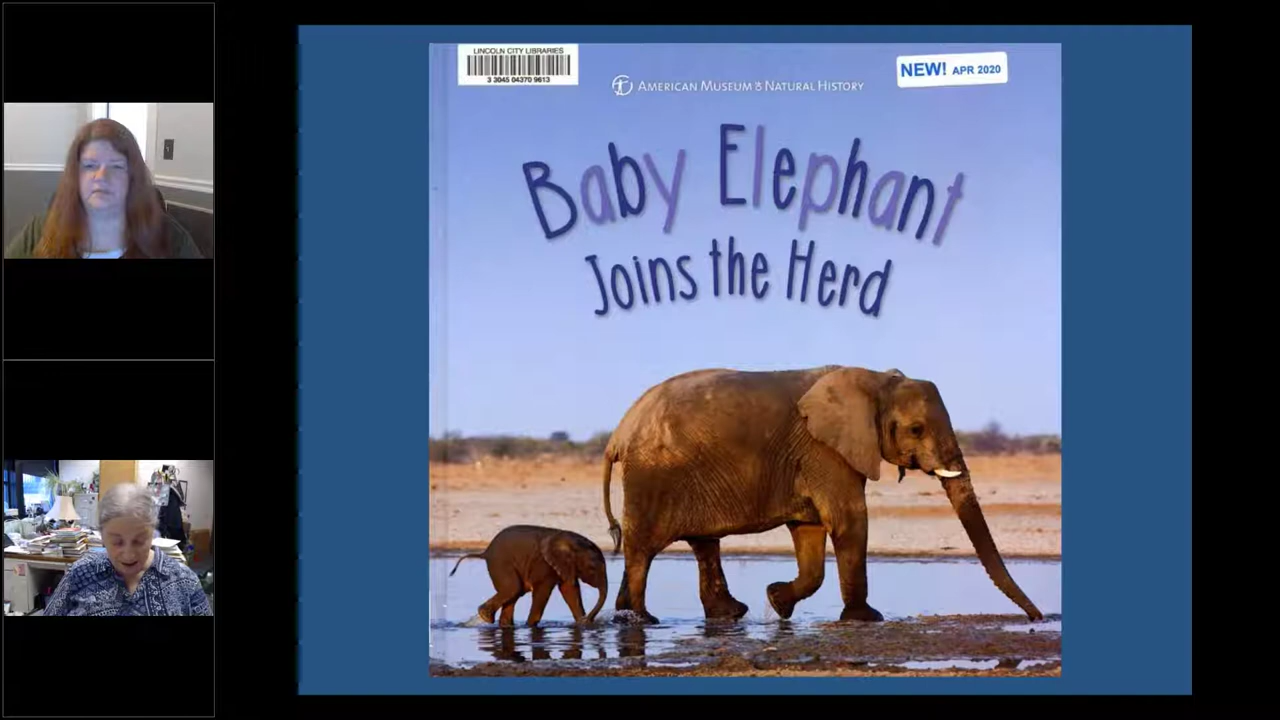 LINCOLN CITY LIBRARIES
3 3045 04370 9613
NEW! APR 2020
AMERICAN MUSEUM & NATURAL HISTORY
Baby Elephant
Joins the Herd